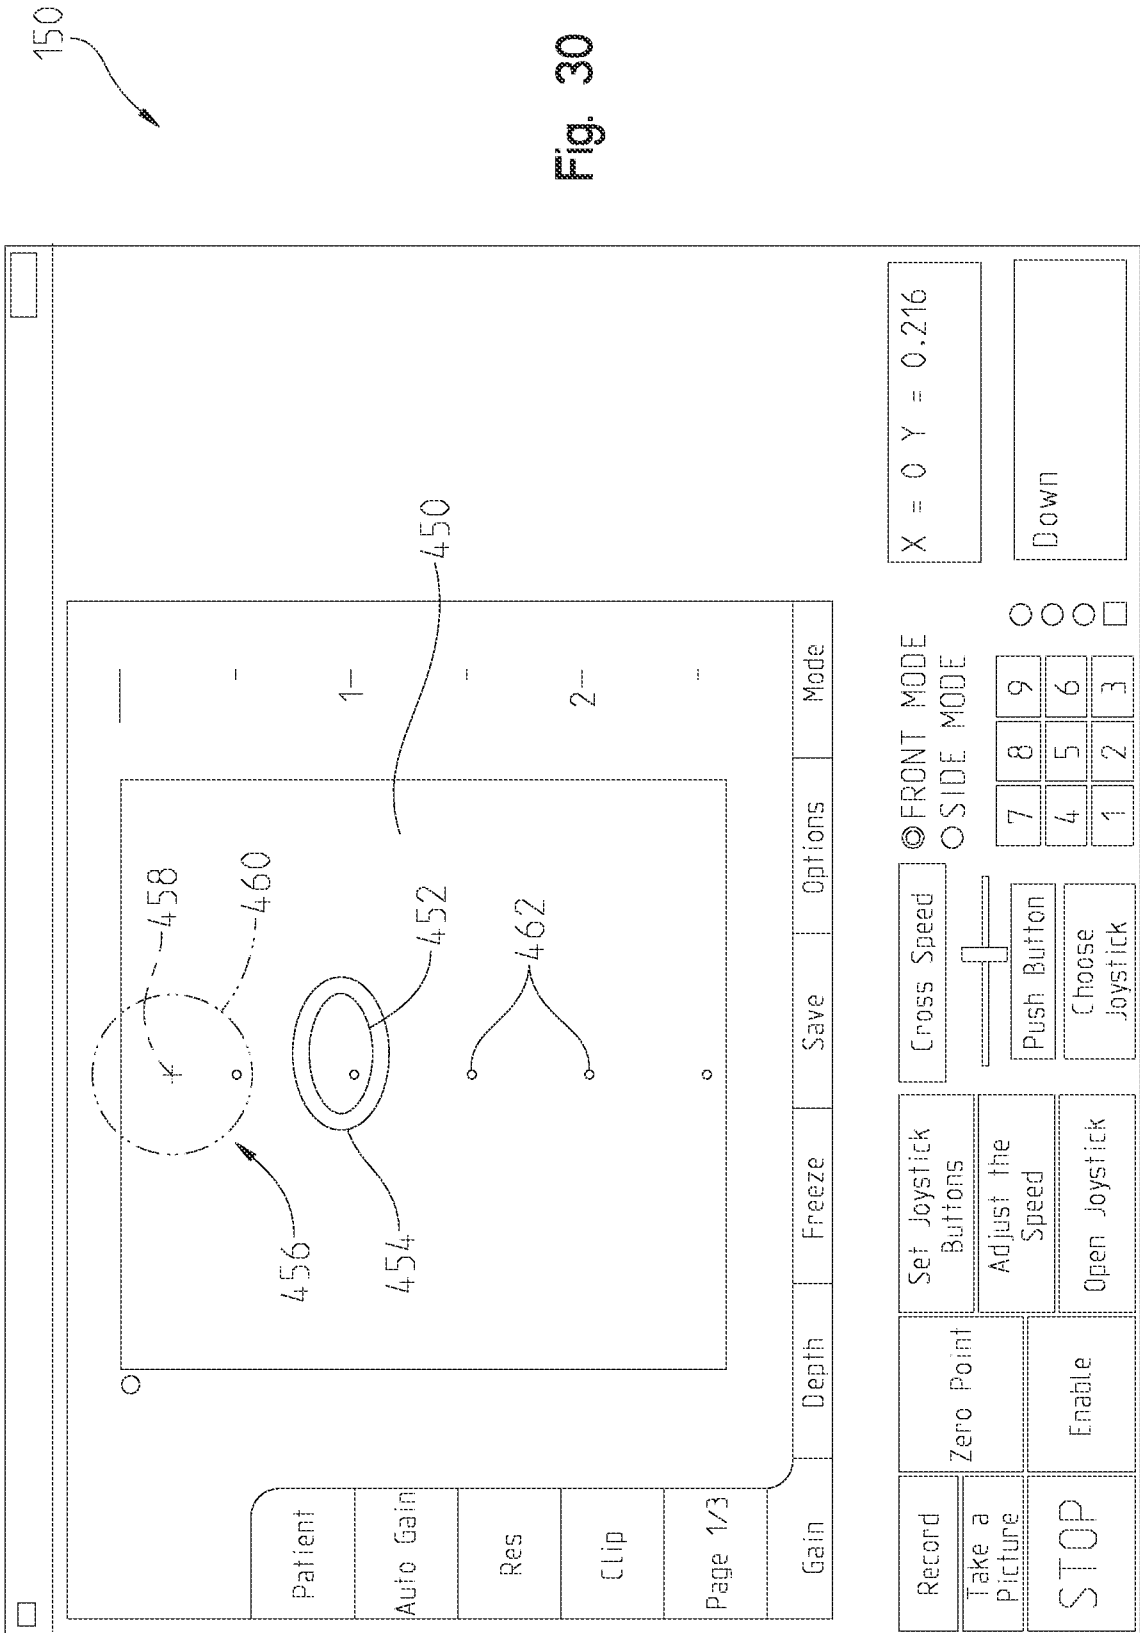 150
Fig. 30
458
460
1
450
452
2
456
454
462
Patient
Auto Gain
Res
Clip
Page 1/3
Gain
Depth
Freeze
Save
Options
Mode
Record
Take a
Picture
STOP
Zero Point
Enable
Set Joystick
Buttons
Adjust the
Speed
Open Joystick
Cross Speed
Push Button
Choose
Joystick
FRONT MODE
SIDE MODE
7 8 9
4 5 6
1 2 3
X = 0 Y = 0.216
Down